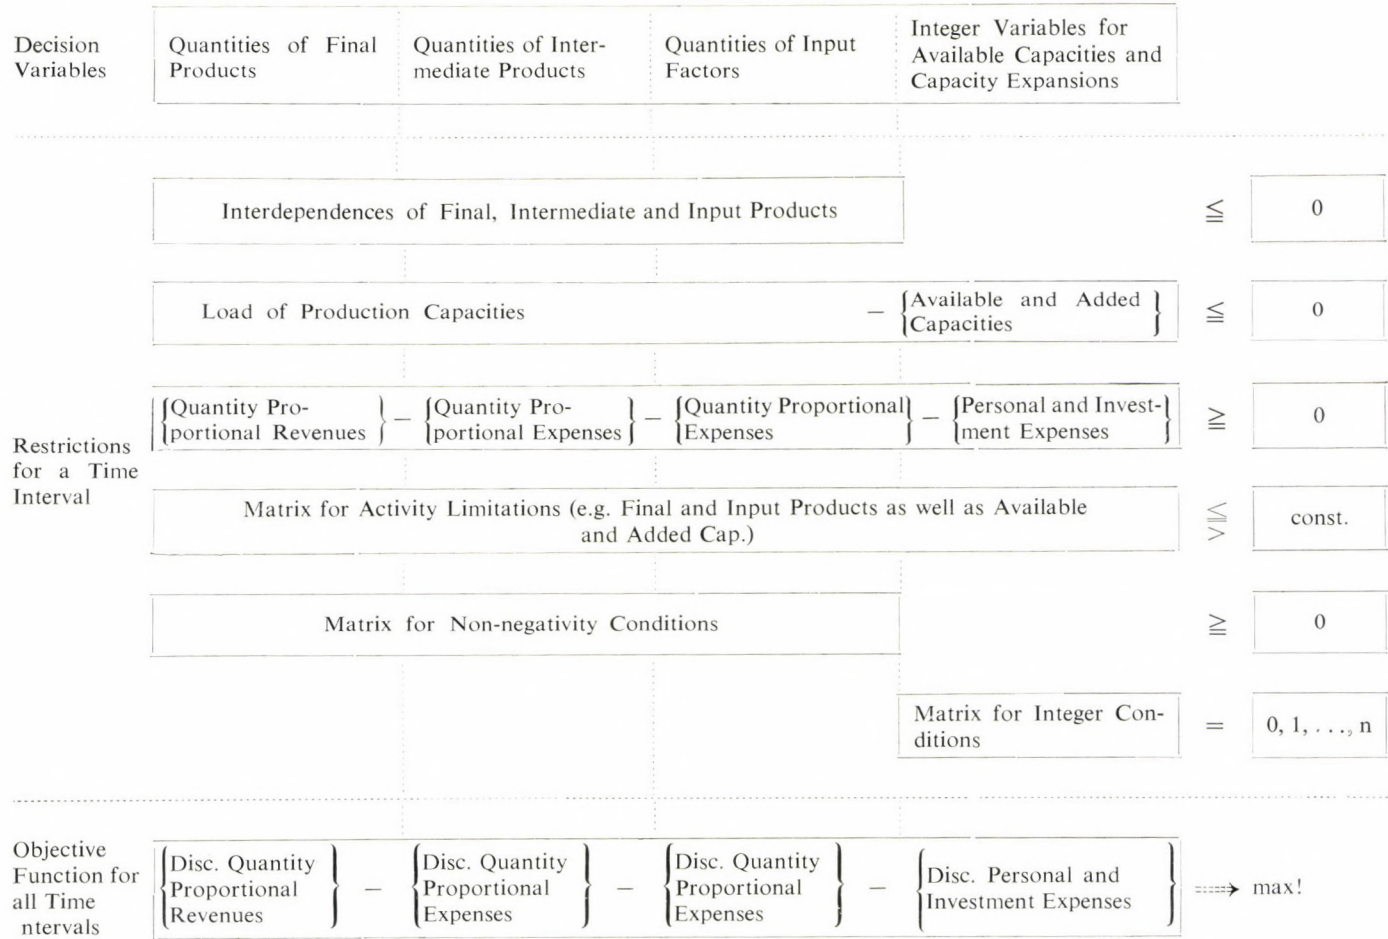 Decision Variables
Quantities of Final Products
Quantities of Inter-
mediate Products
Quantities of Input Factors
Integer Variables for Available Capacities and Capacity Expansions
Interdependences of Final, Intermediate and Input Products ≦ 0
Load of Production Capacities − {Available and Added Capacities} ≦ 0
Restrictions for a Time Interval
{Quantity Pro-
portional Revenues} − {Quantity Pro-
portional Expenses} − {Quantity Proportional Expenses} − {Personal and Invest-
ment Expenses} ≧ 0
Matrix for Activity Limitations (e.g. Final and Input Products as well as Available
and Added Cap.) ≦ > const.
Matrix for Non-negativity Conditions ≧ 0
Matrix for Integer Con-
ditions = 0, 1, . . ., n
Objective
Function for
all Time
ntervals
{Disc. Quantity Proportional Revenues} − {Disc. Quantity Proportional Expenses} − {Disc. Quantity Proportional Expenses} − {Disc. Personal and Investment Expenses} ⇒ max!